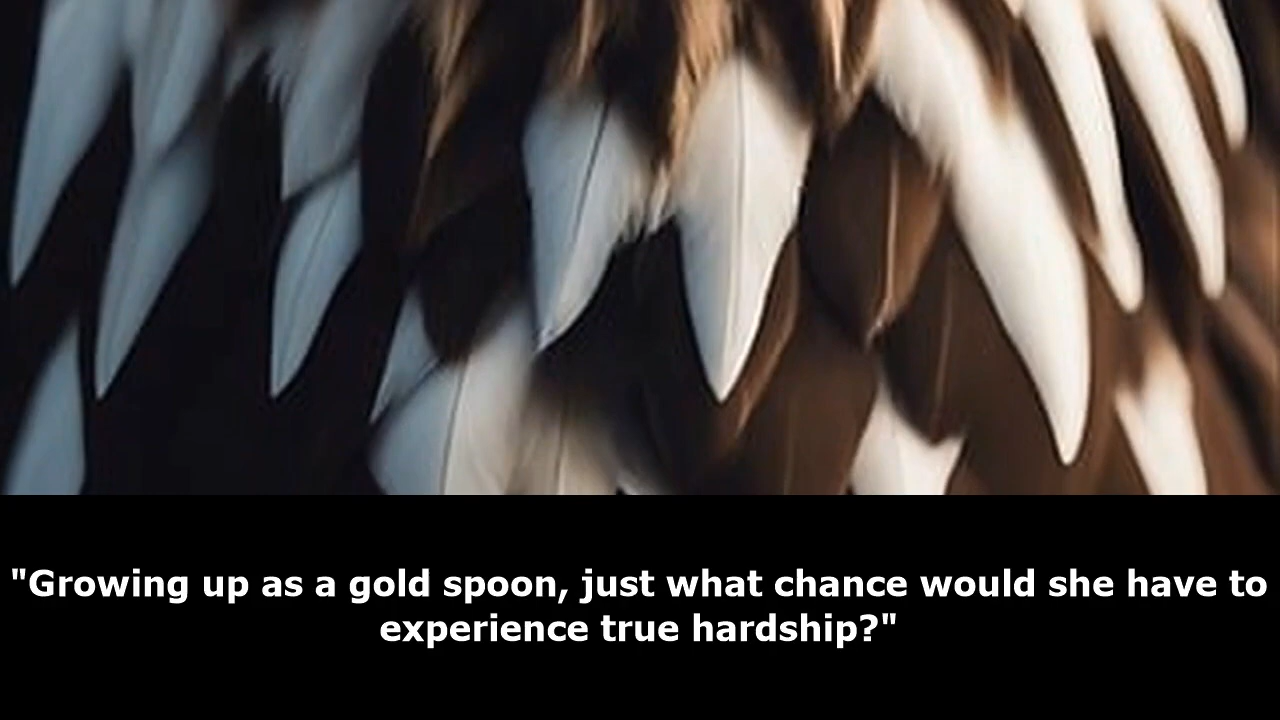 "Growing up as a gold spoon, just what chance would she have to
experience true hardship?"